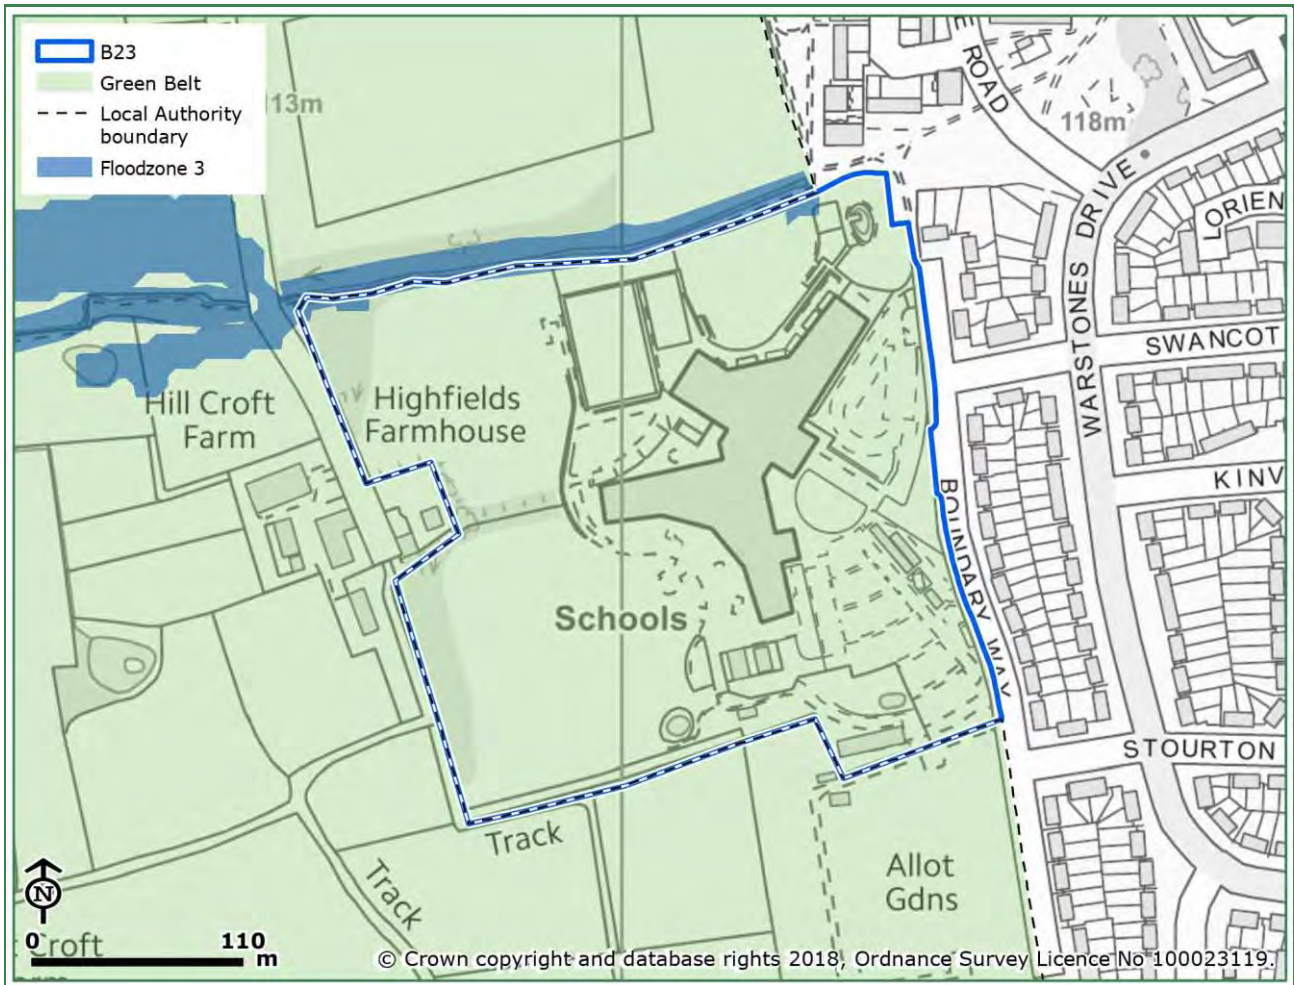 B23
Green Belt
Local Authority
boundary
Floodzone 3
13m
E ROAD
118m
WARSTONES DRIVE
LORIEN
SWANCOT
KINV
STOURTON
BOUNDARY WAY
Hill Croft
Farm
Highfields
Farmhouse
Schools
Track
Track
Allot
Gdns
N
Croft
0 110
m
© Crown copyright and database rights 2018, Ordnance Survey Licence No 100023119.